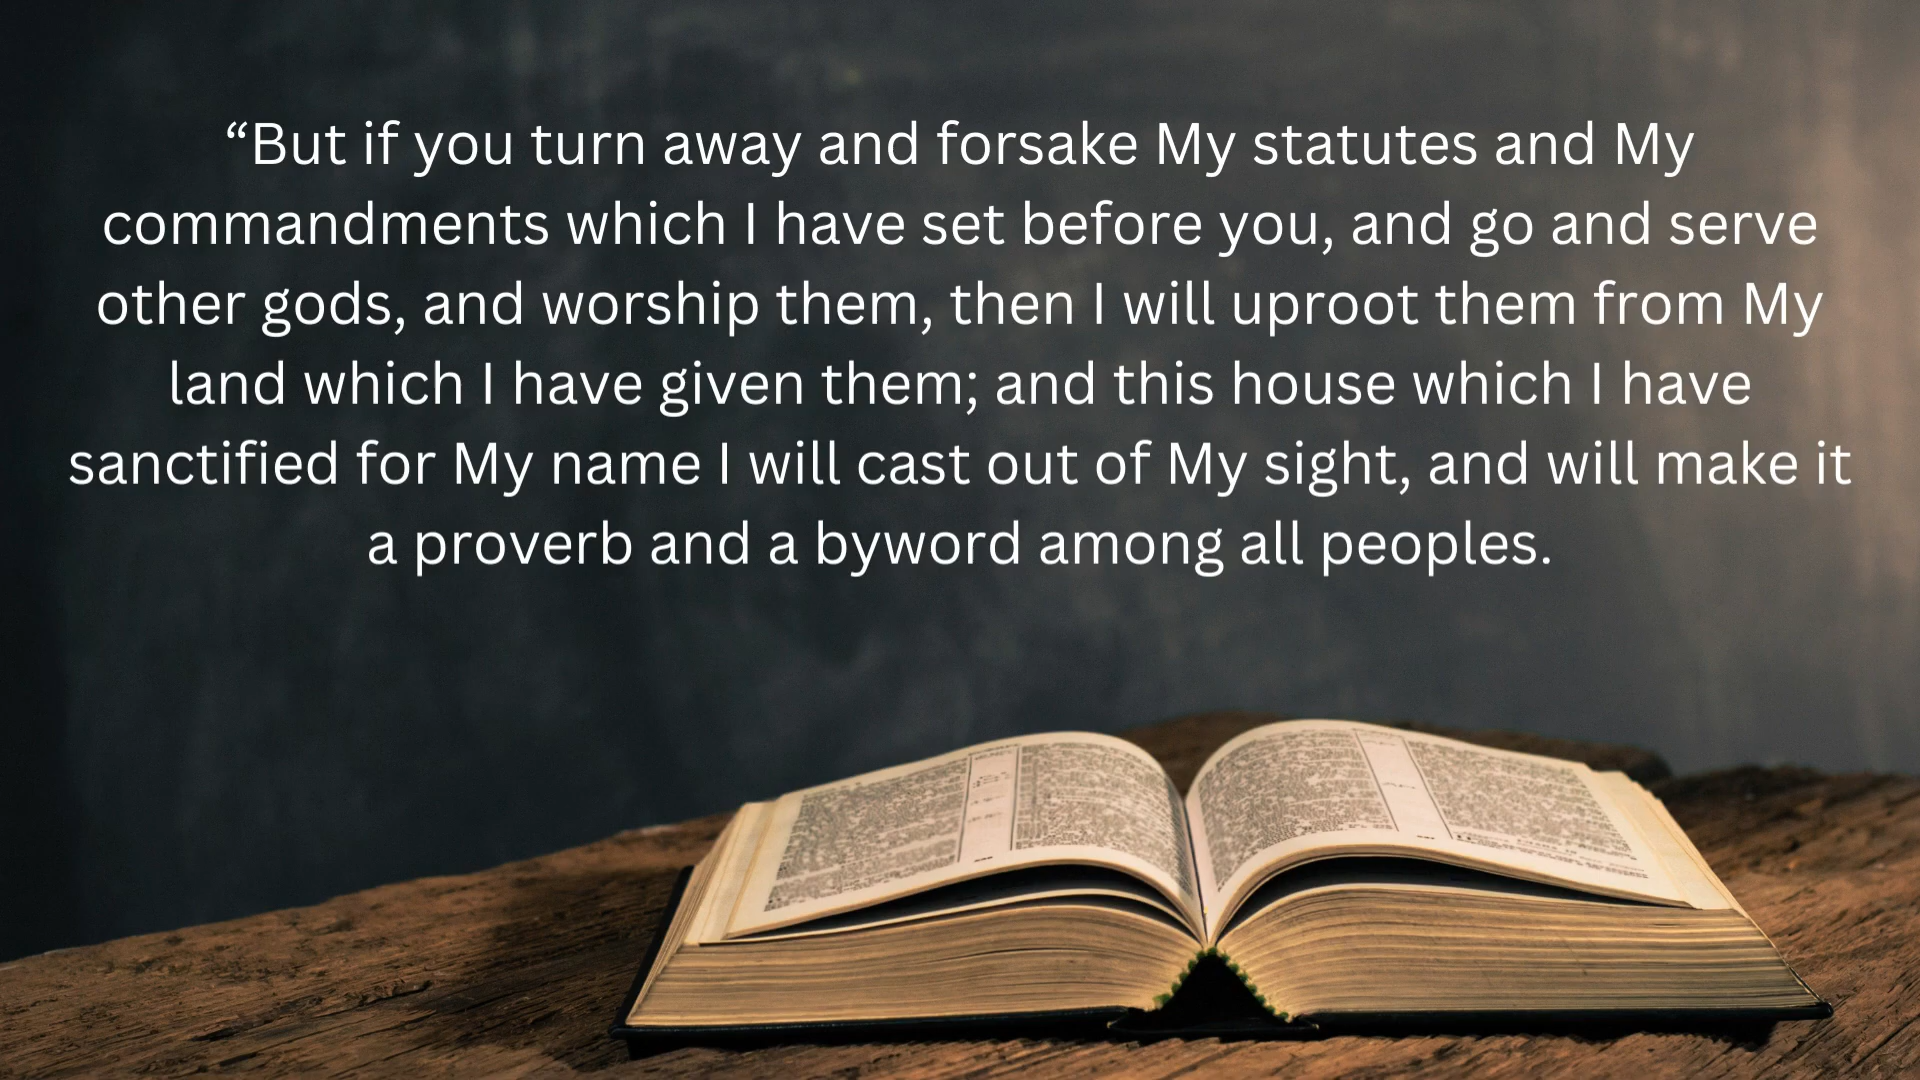 “But if you turn away and forsake My statutes and My
commandments which I have set before you, and go and serve
other gods, and worship them, then I will uproot them from My
land which I have given them; and this house which I have
sanctified for My name I will cast out of My sight, and will make it
a proverb and a byword among all peoples.